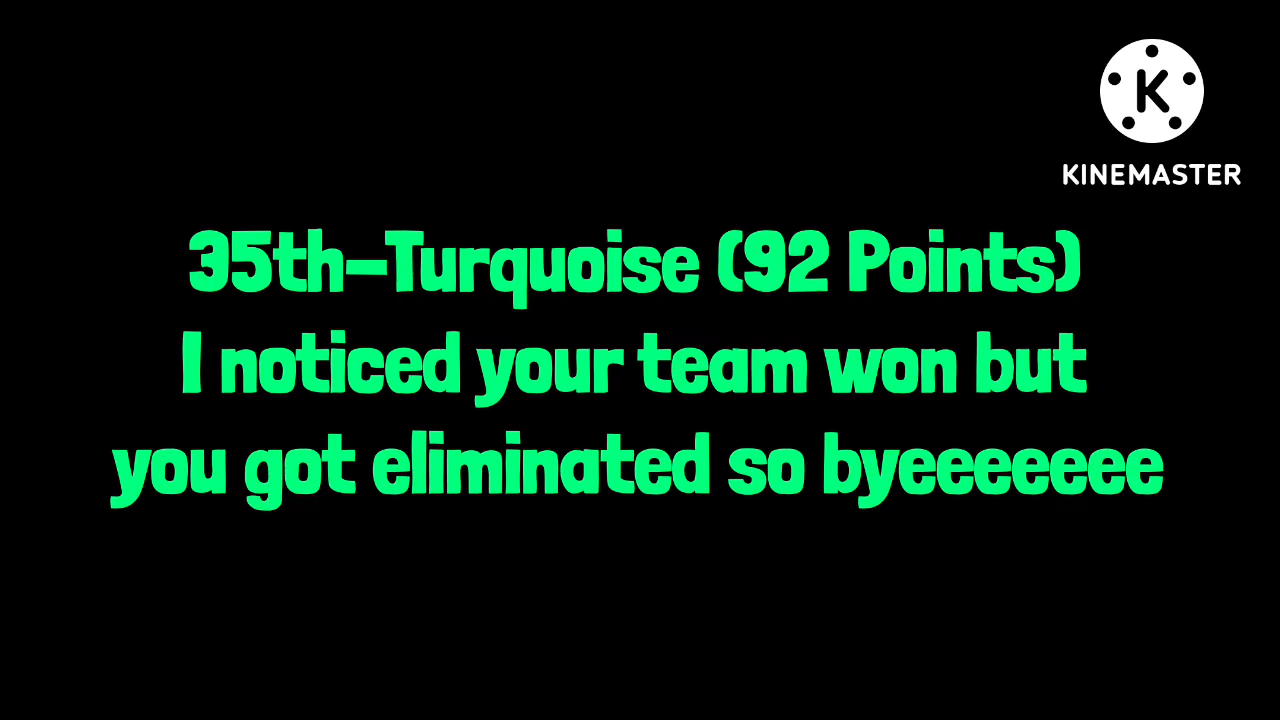 K
KINEMASTER
35th-Turquoise (92 Points)
I noticed your team won but
you got eliminated so byeeeeeee